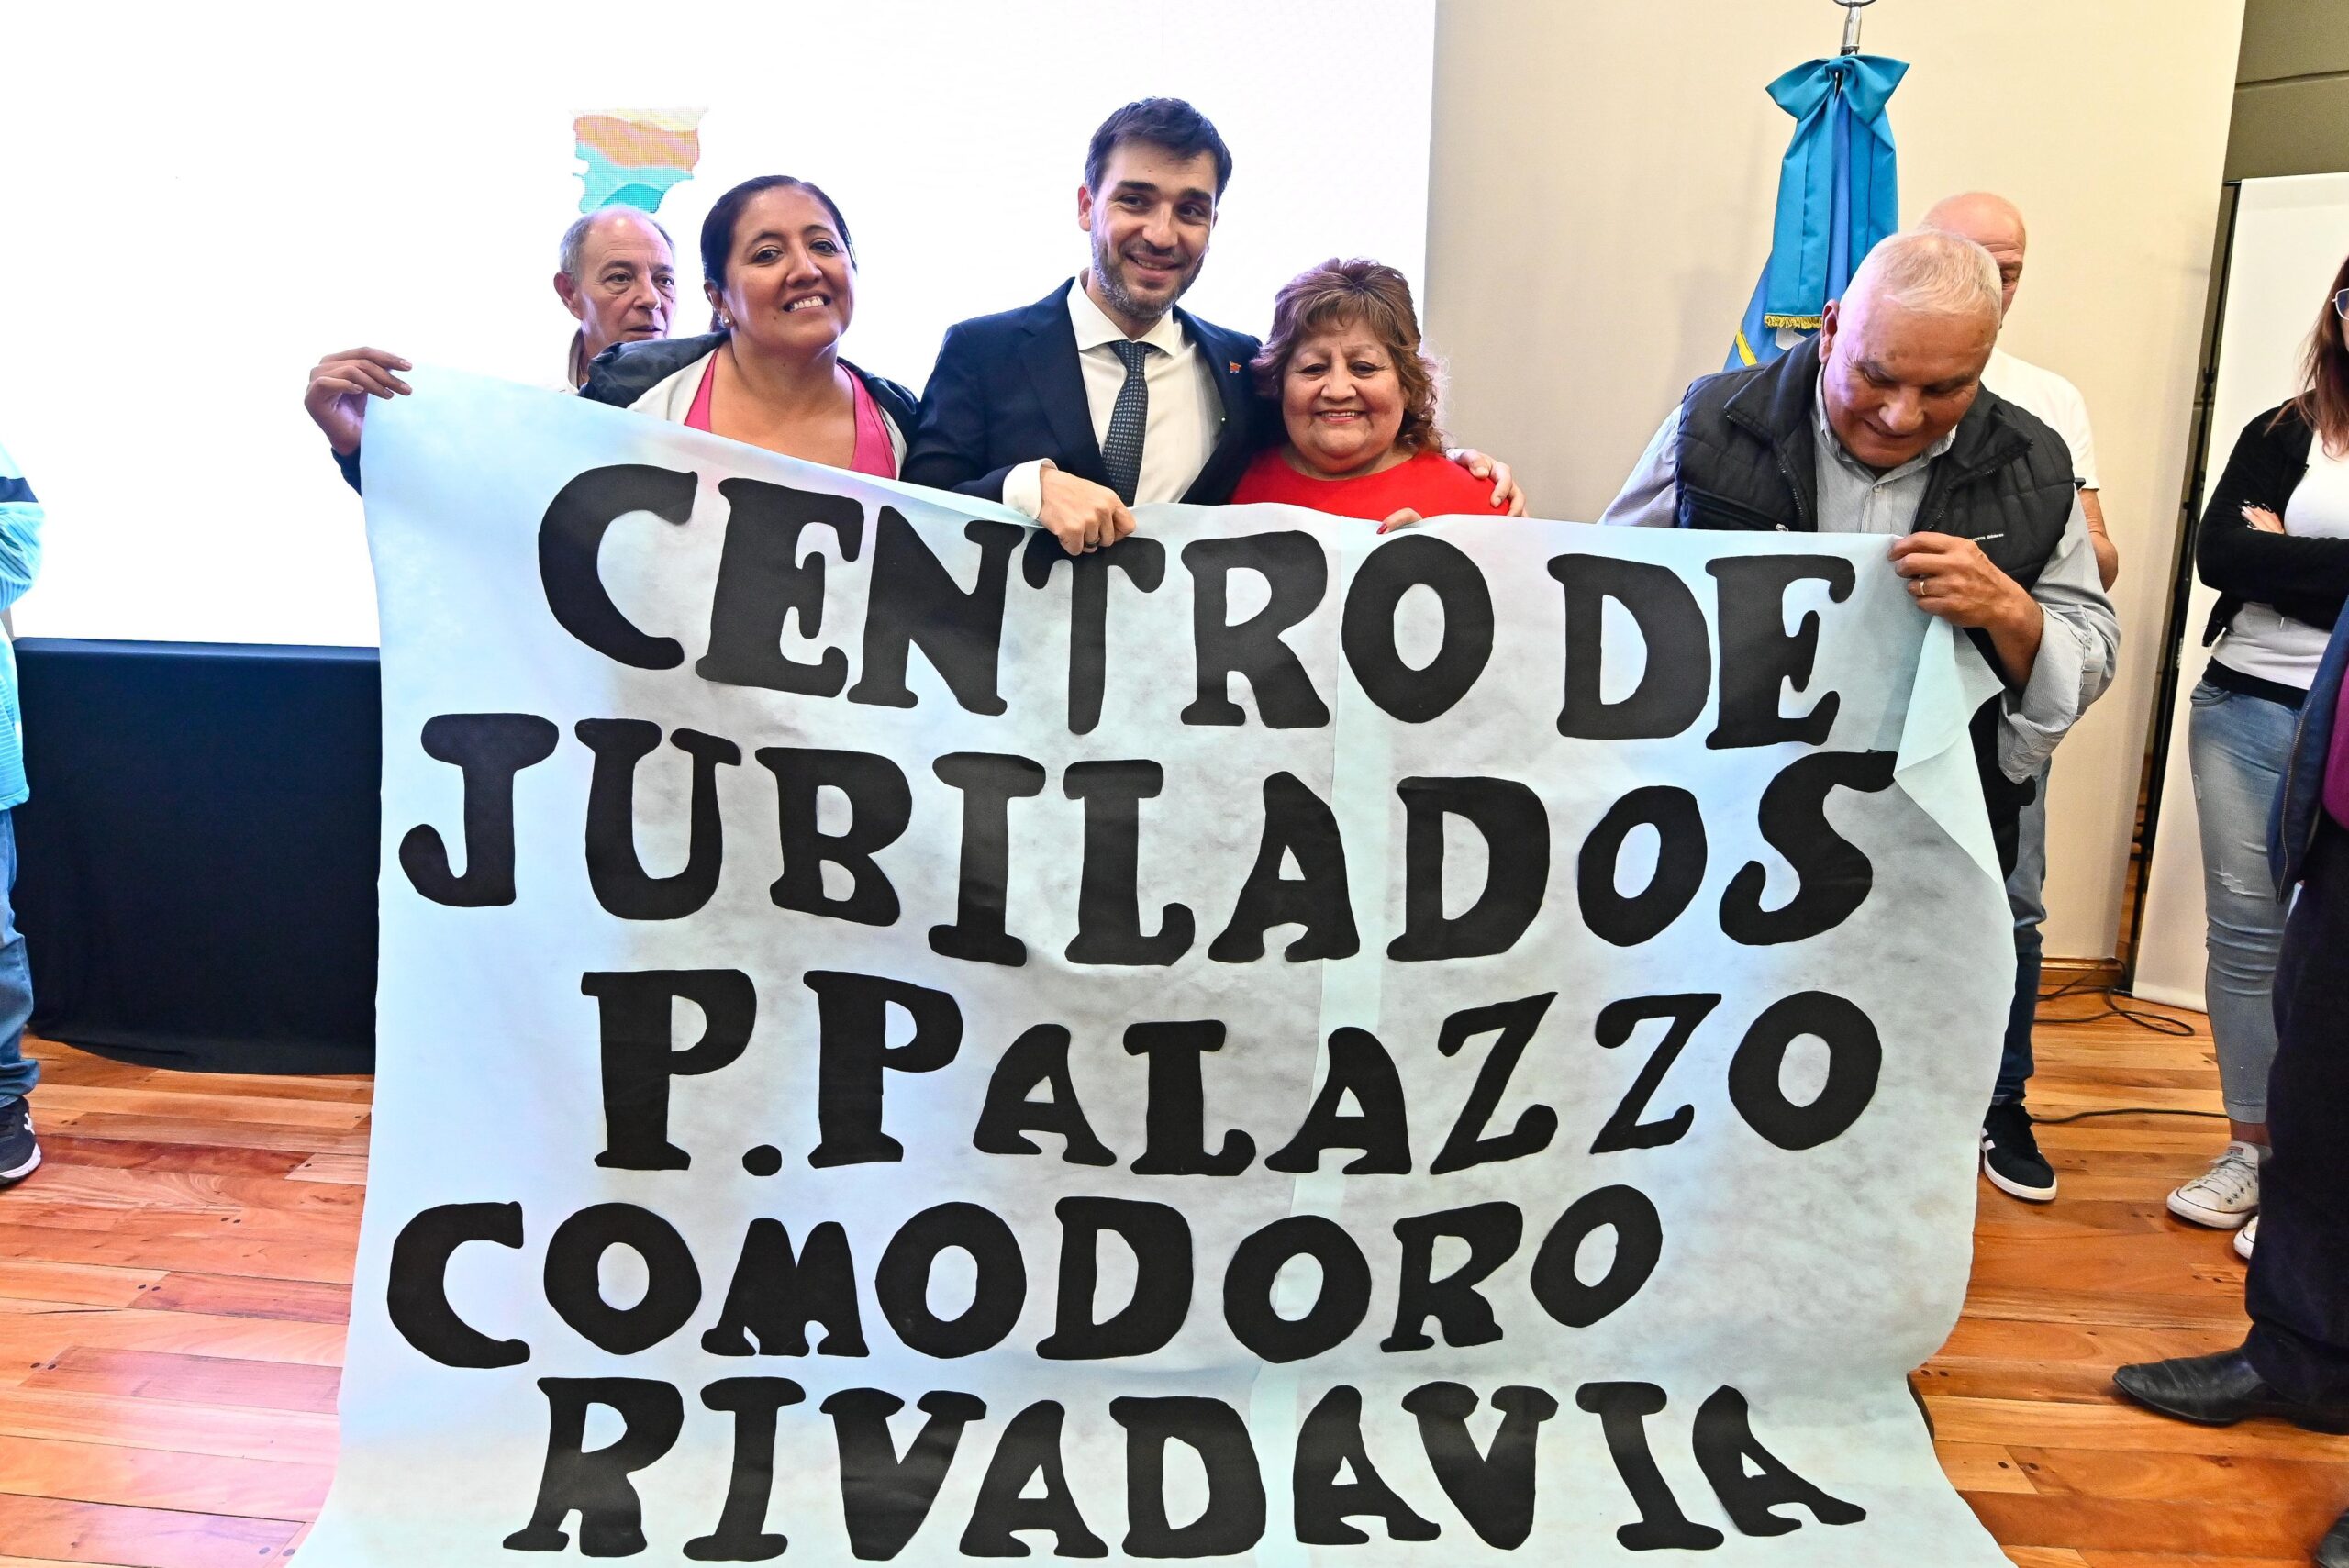 CENTRO DE
JUBILADOS
P.PALAZZO
COMODORO
RIVADAVIA